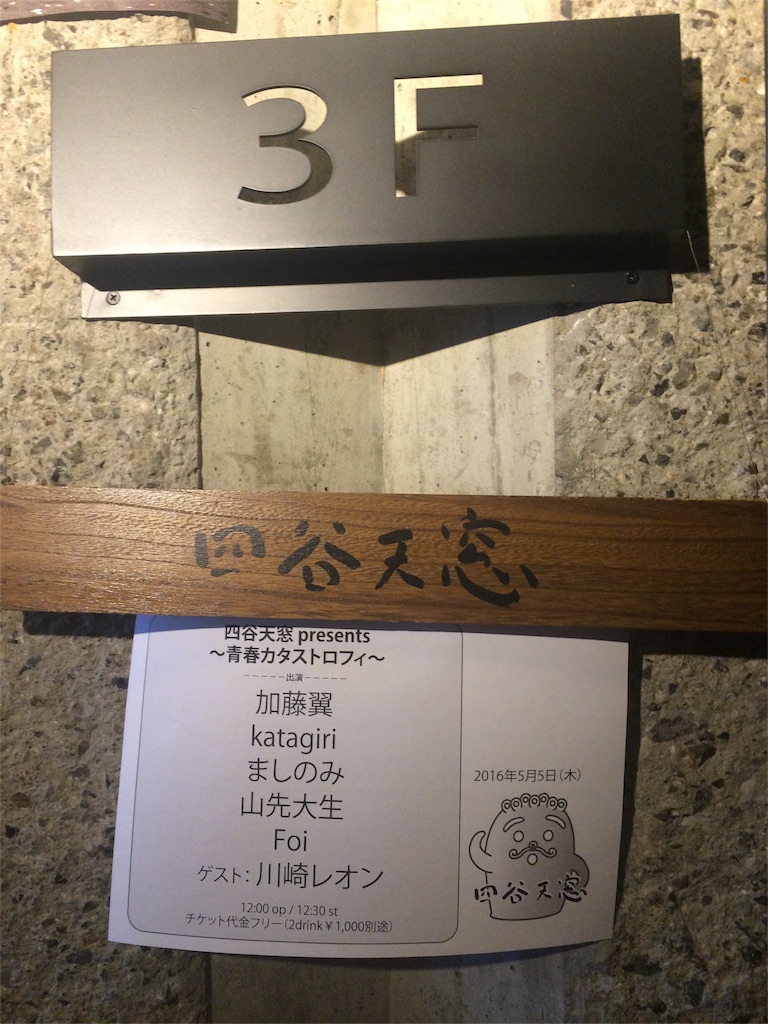 3F
四谷天窓
四谷天窓 presents
～青春カタストロフィ～
-----出演-----
加藤翼
katagiri
ましのみ
山先大生
Foi
ゲスト：川崎レオン
12:00 op / 12:30 st
チケット代金フリー（2drink￥1,000別途）
2016年5月5日（木）
四谷天窓